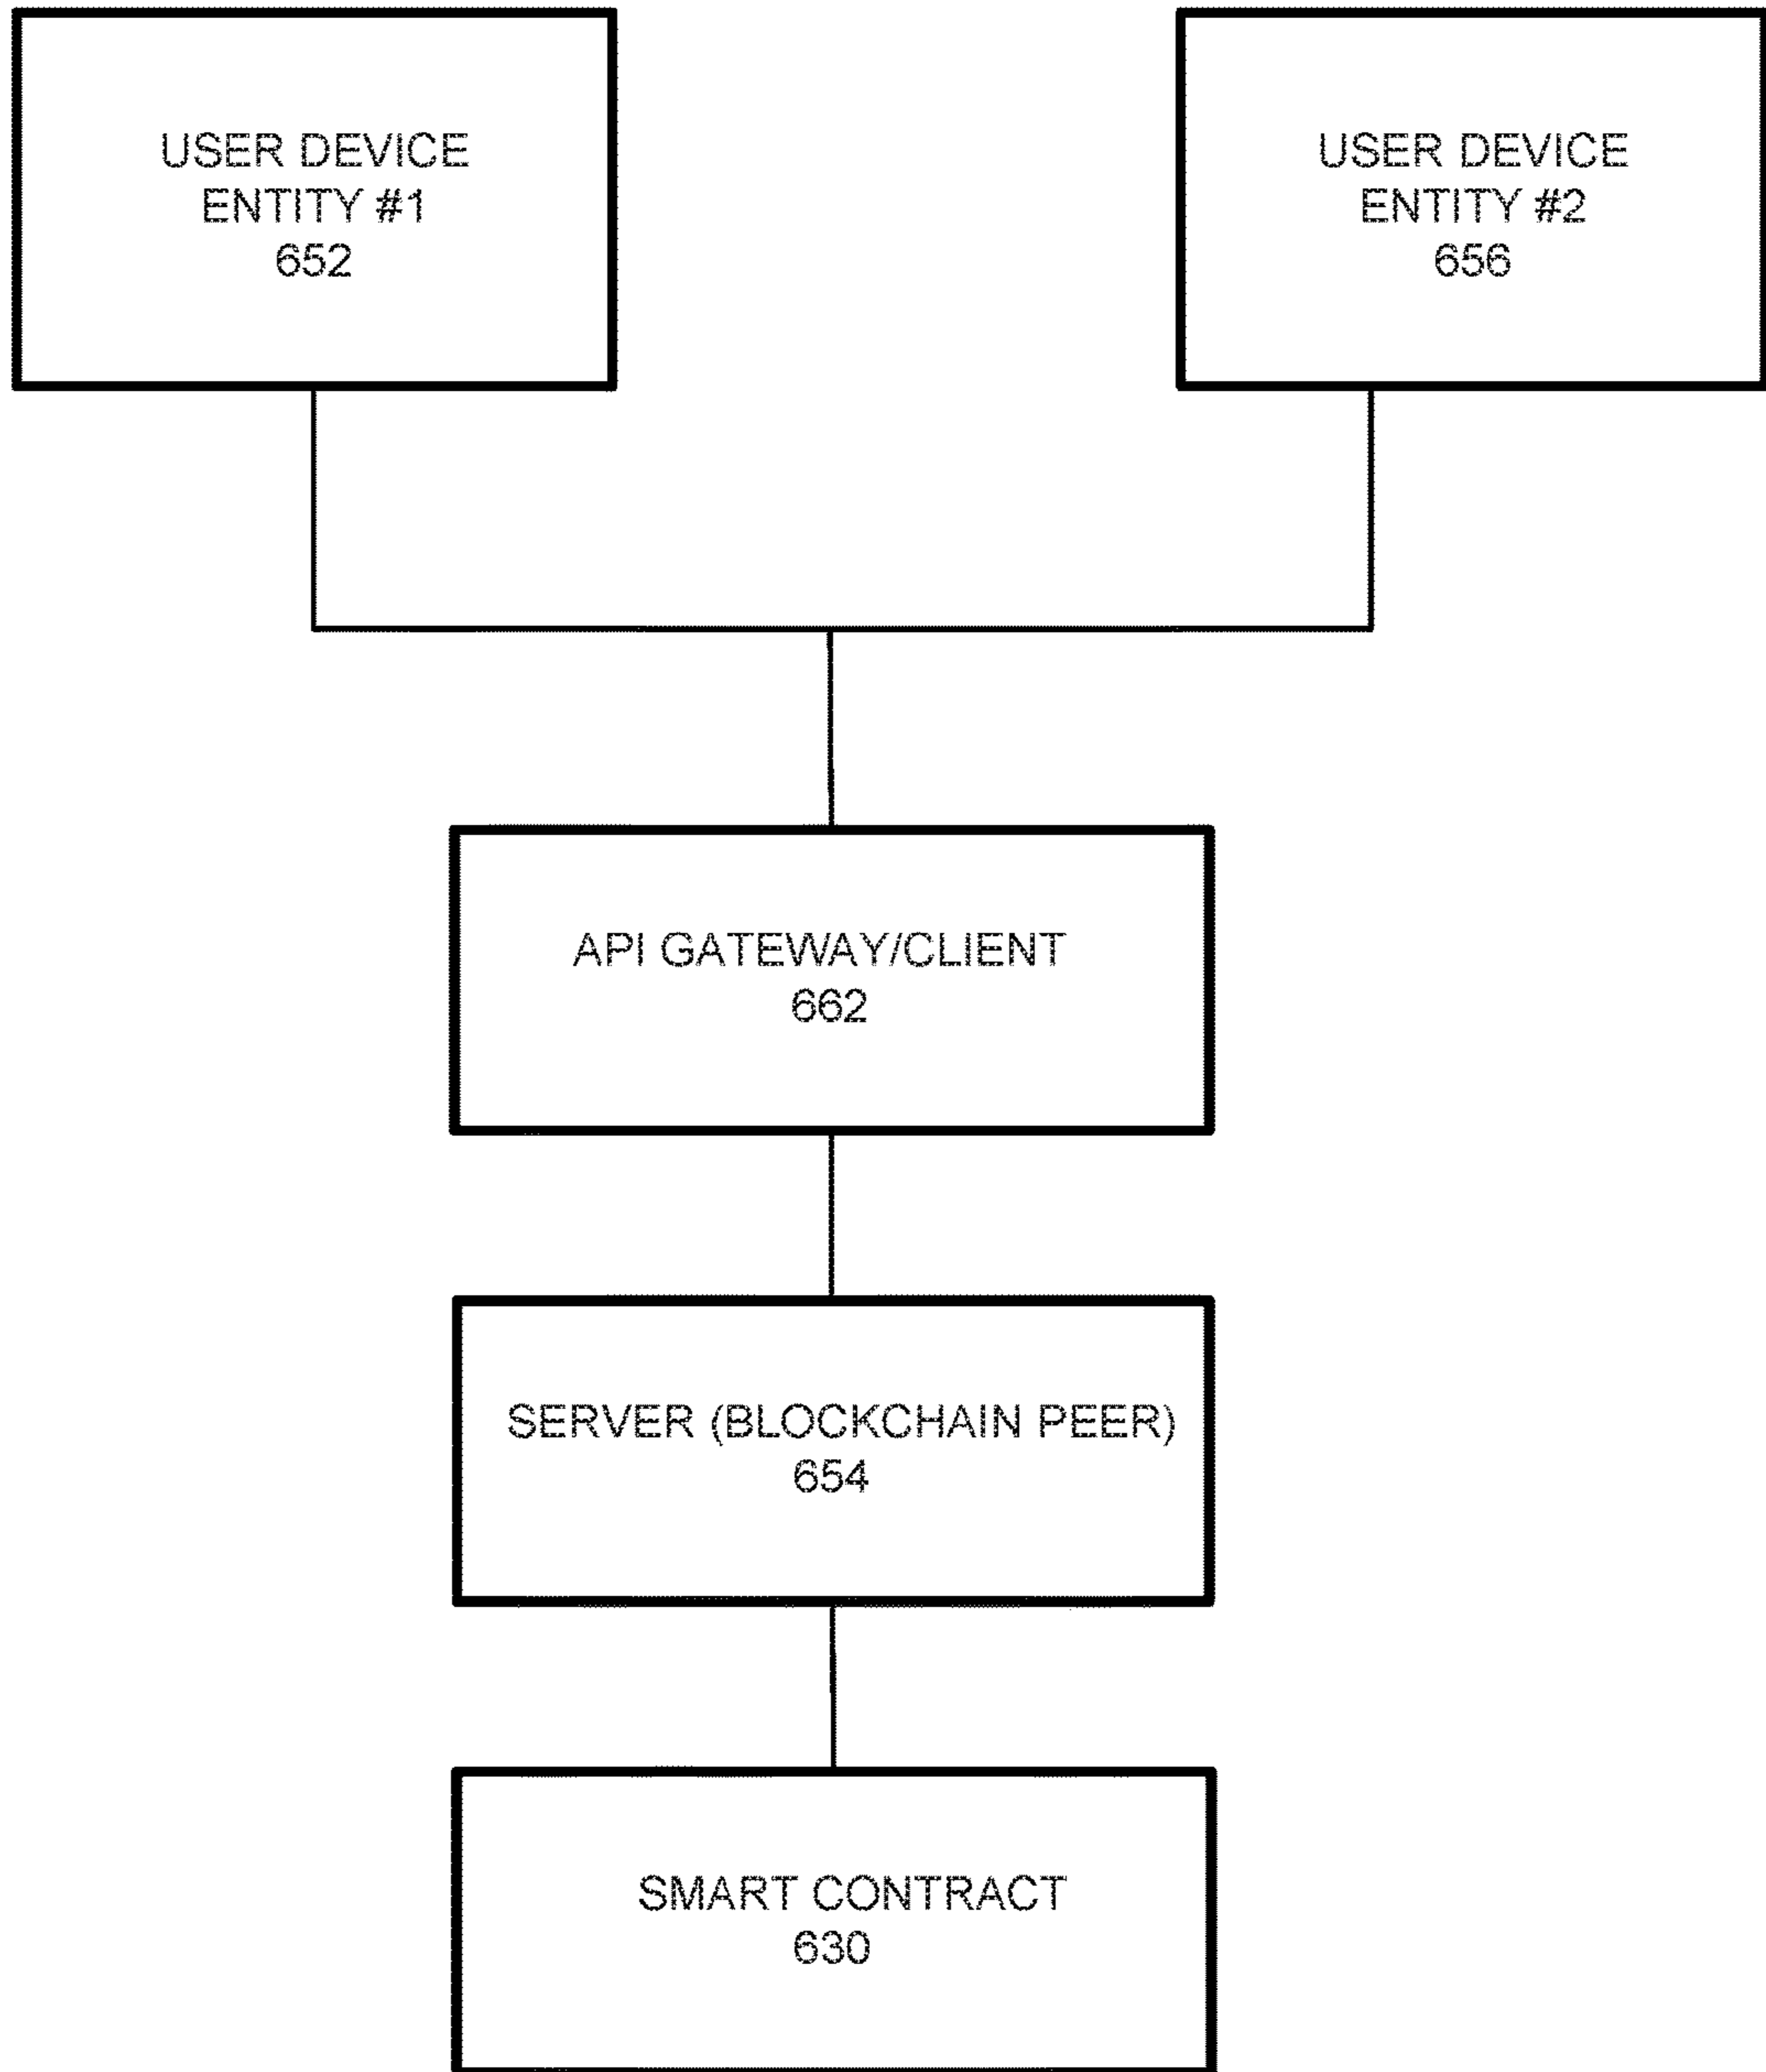 USER DEVICE
ENTITY #1
652
USER DEVICE
ENTITY #2
656
API GATEWAY/CLIENT
662
SERVER (BLOCKCHAIN PEER)
654
SMART CONTRACT
630